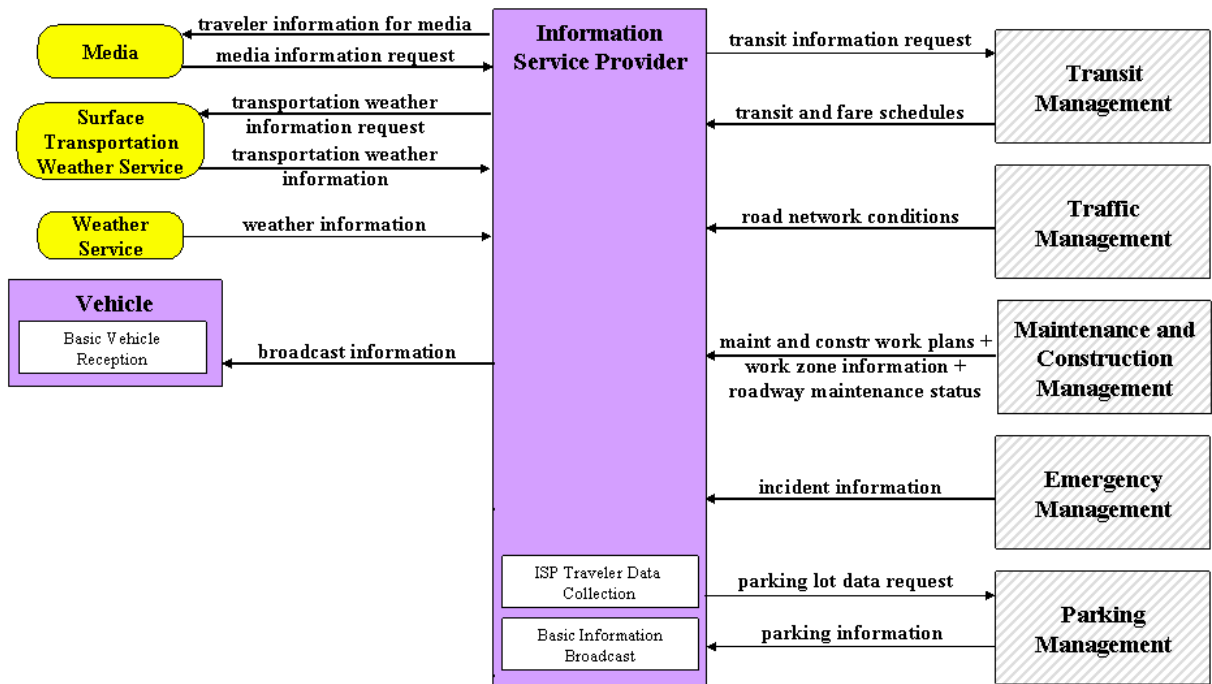 traveler information for media
Media
media information request
Surface
Transportation
Weather Service
transportation weather
information request
transportation weather
information
Weather
Service
weather information
Vehicle
Basic Vehicle
Reception
broadcast information
Information
Service Provider
ISP Traveler Data
Collection
Basic Information
Broadcast
transit information request
transit and fare schedules
Transit
Management
road network conditions
Traffic
Management
maint and constr work plans +
work zone information +
roadway maintenance status
Maintenance and
Construction
Management
incident information
Emergency
Management
parking lot data request
parking information
Parking
Management